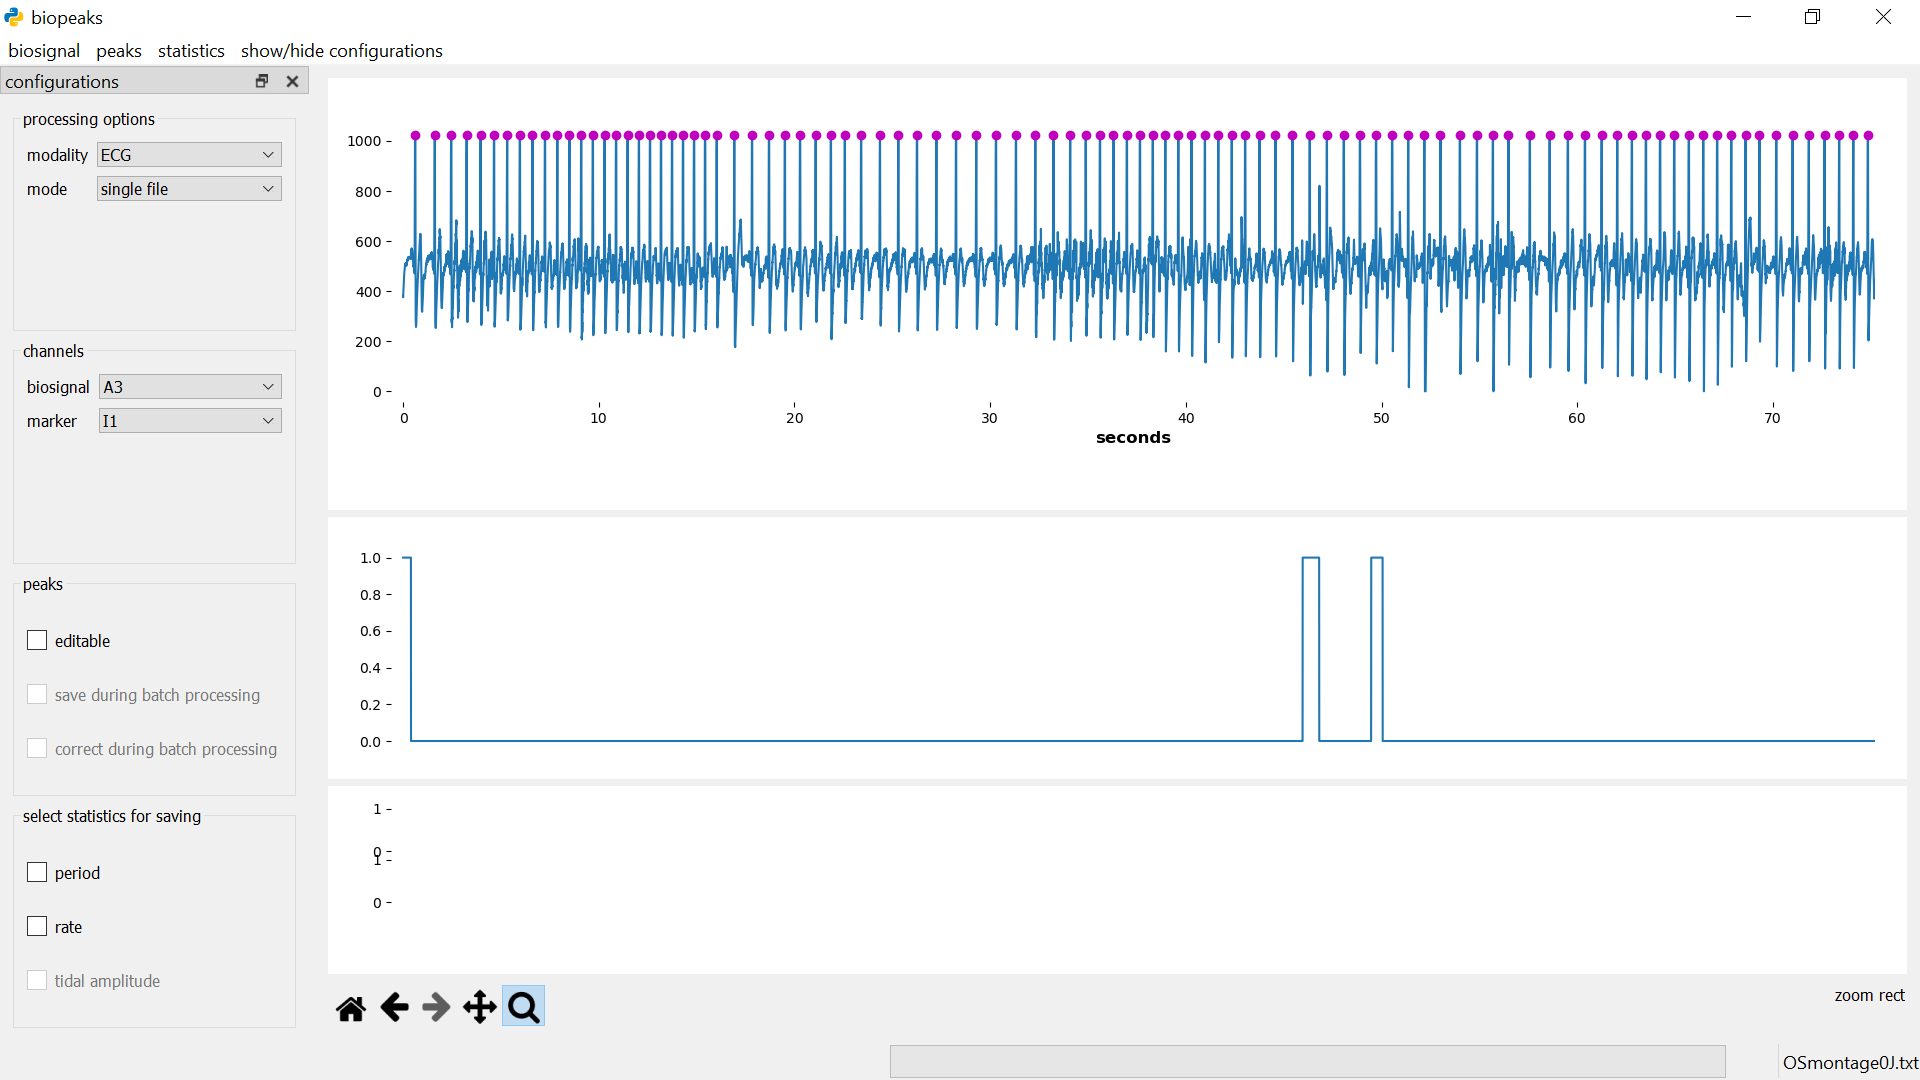 biopeaks
biosignal peaks statistics show/hide configurations
configurations
processing options
modality ECG
mode single file
channels
biosignal A3
marker I1
peaks
editable
save during batch processing
correct during batch processing
select statistics for saving
period
rate
tidal amplitude
1000
800
600
400
200
0
0 10 20 30 40 50 60 70
seconds
1.0
0.8
0.6
0.4
0.2
0.0
1
0
1
0
zoom rect
OSmontage0J.txt